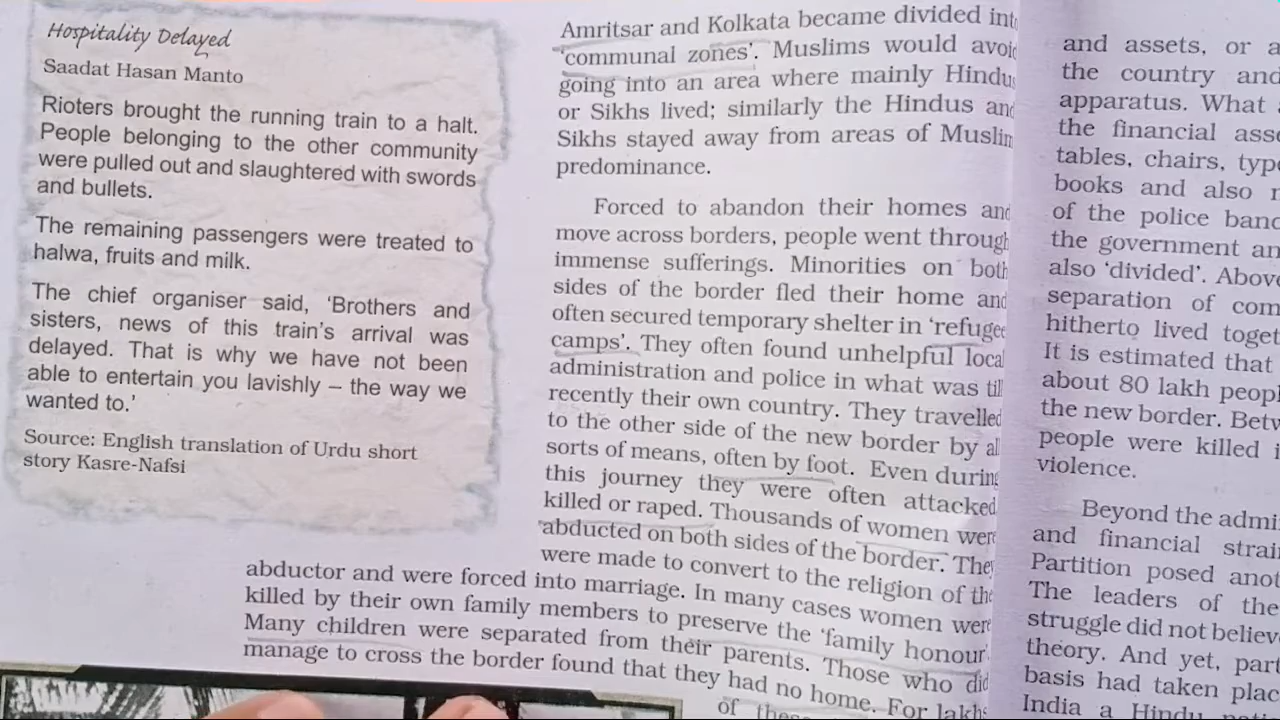 Hospitality Delayed
Saadat Hasan Manto
Rioters brought the running train to a halt.
People belonging to the other community
were pulled out and slaughtered with swords
and bullets.
The remaining passengers were treated to
halwa, fruits and milk.
The chief organiser said, ‘Brothers and
sisters, news of this train’s arrival was
delayed. That is why we have not been
able to entertain you lavishly – the way we
wanted to.’
Source: English translation of Urdu short
story Kasre-Nafsi
Amritsar and Kolkata became divided
‘communal zones’. Muslims would
going into an area where mainly
or Sikhs lived; similarly the Hindus
Sikhs stayed away from areas of
predominance.
Forced to abandon their homes
move across borders, people went through
immense sufferings. Minorities on both
sides of the border fled their home
often secured temporary shelter in ‘refugee
camps’. They often found unhelpful local
administration and police in what was till
recently their own country. They travelled
to the other side of the new border by
sorts of means, often by foot. Even
this journey they were often attacked
killed or raped. Thousands of women
abducted on both sides of the border.
were made to convert to the religion of
abductor and were forced into marriage. In many cases women
killed by their own family members to preserve the ‘family honour’
Many children were separated from their parents. Those who
manage to cross the border found that they had no home. For
of
and assets, or
the country and
apparatus. What
the financial
tables, chairs,
books and also
of the police
the government
also ‘divided’.
separation of
hitherto lived
It is estimated that
about 80 lakh
the new border.
people were killed
violence.
Beyond the
and financial
Partition posed
The leaders of the
struggle did not
theory. And yet,
basis had taken
India a Hindu